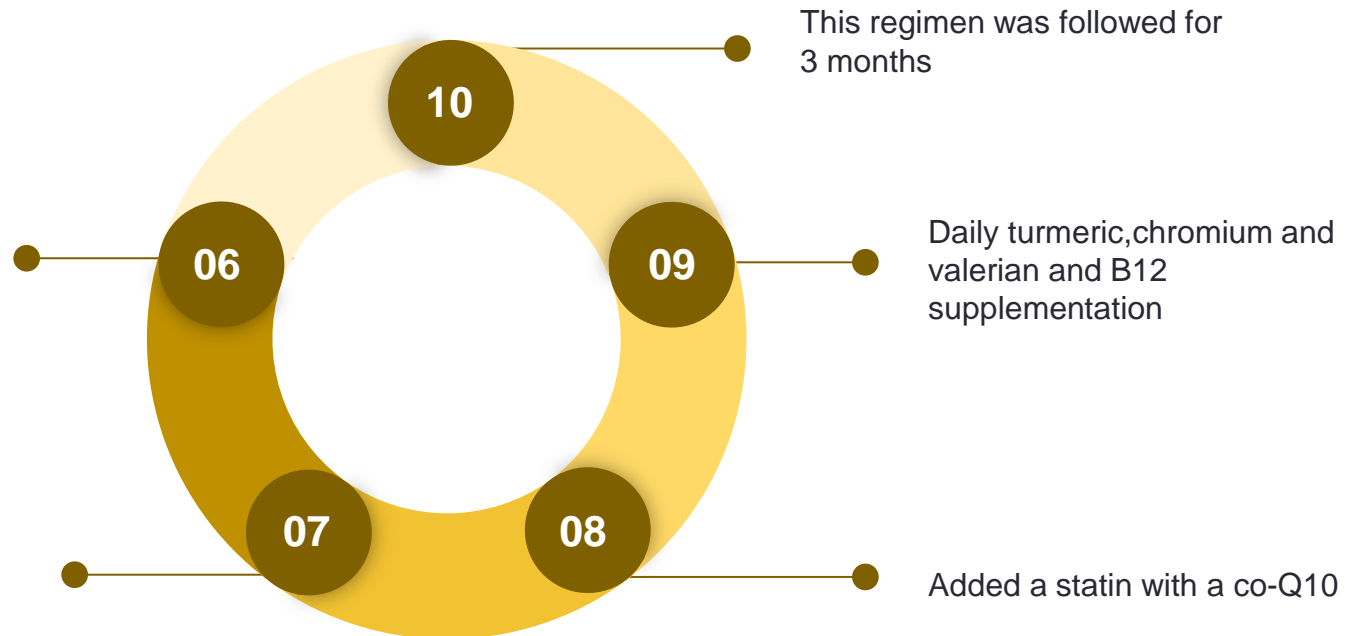 This regimen was followed for
3 months
10
06
09
Daily turmeric,chromium and
valerian and B12
supplementation
07
08
Added a statin with a co-Q10